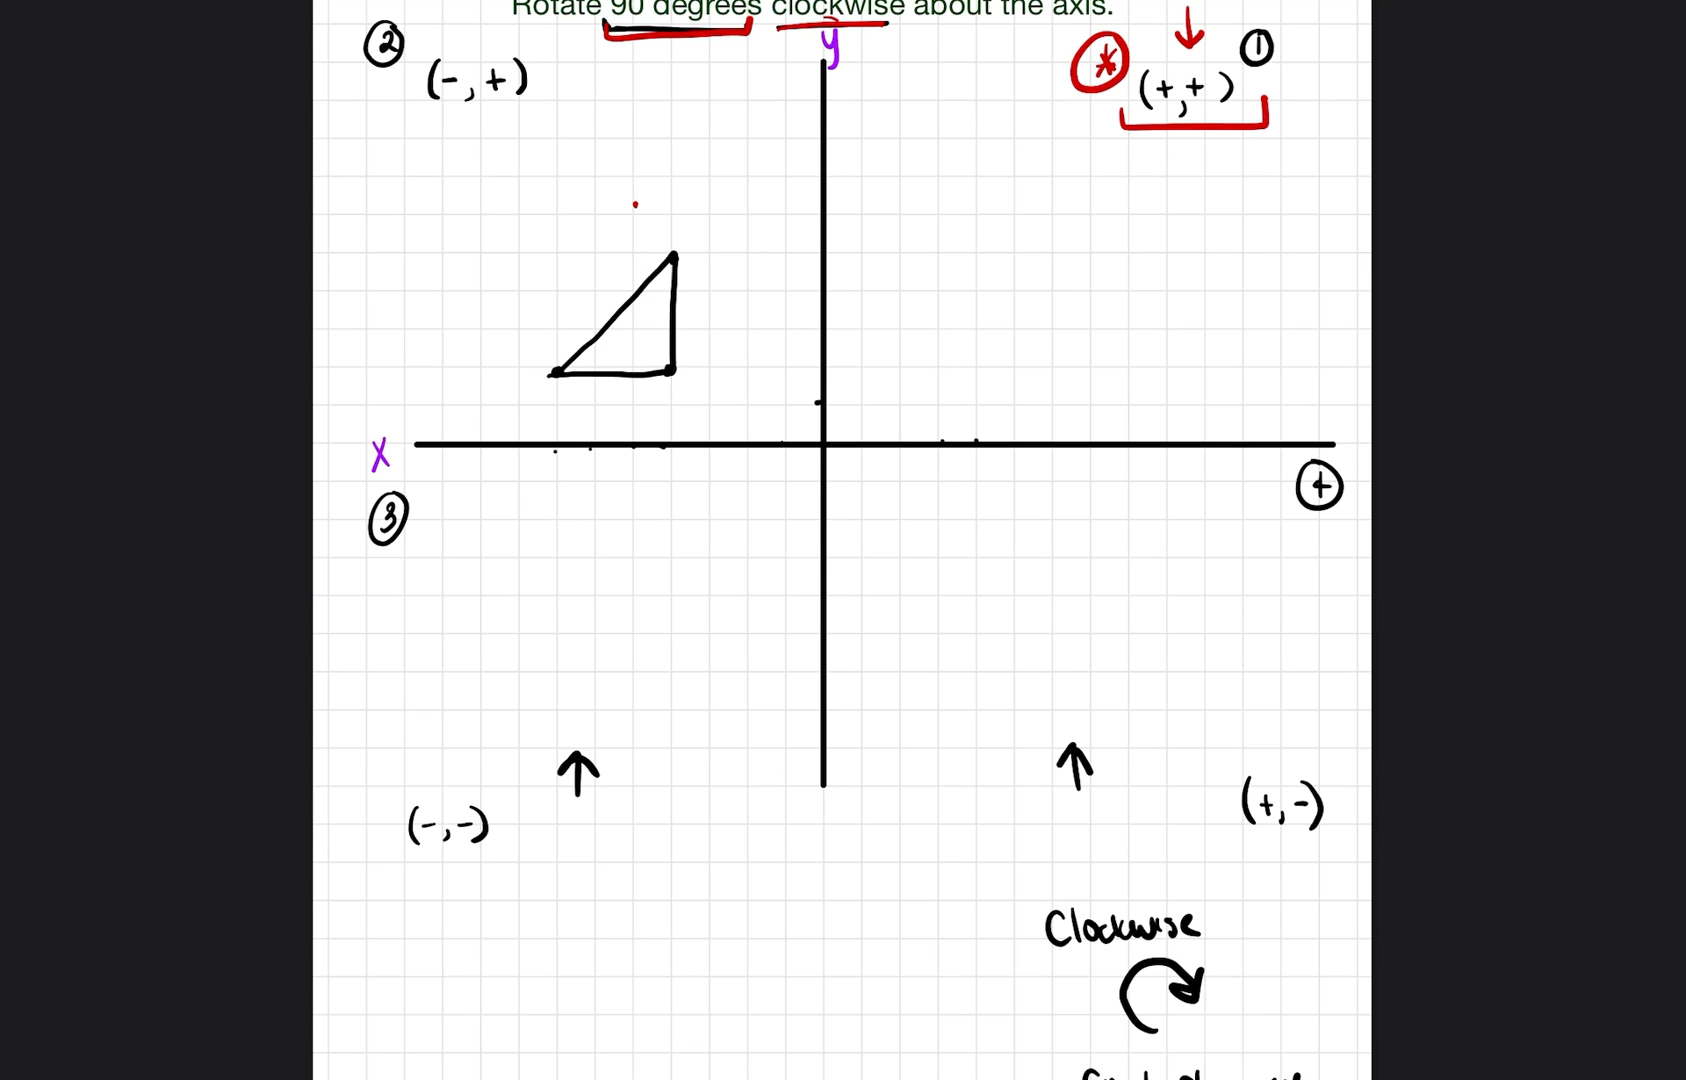 Rotate 90 degrees clockwise about the axis.
② (-,+) y * (+,+) ①
X
③ ④
(-,-) (+,-)
Clockwise